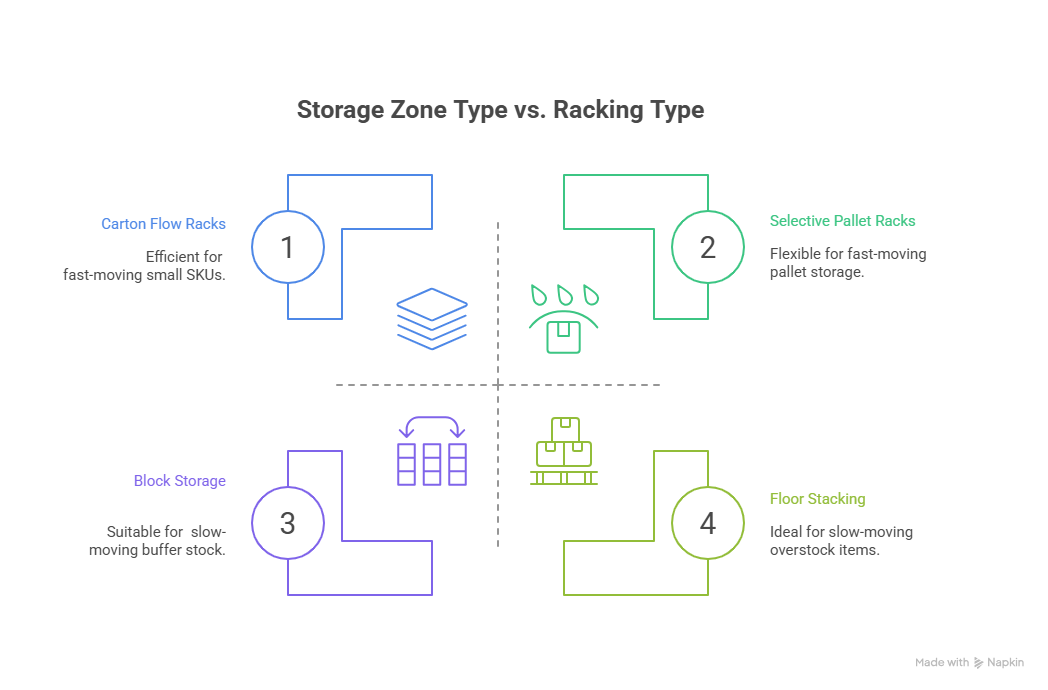 Storage Zone Type vs. Racking Type
Carton Flow Racks
Efficient for
fast-moving small SKUs.
1
2
Selective Pallet Racks
Flexible for fast-moving
pallet storage.
Block Storage
Suitable for  slow-
moving buffer stock.
3
4
Floor Stacking
Ideal for slow-moving
overstock items.
Made with Napkin